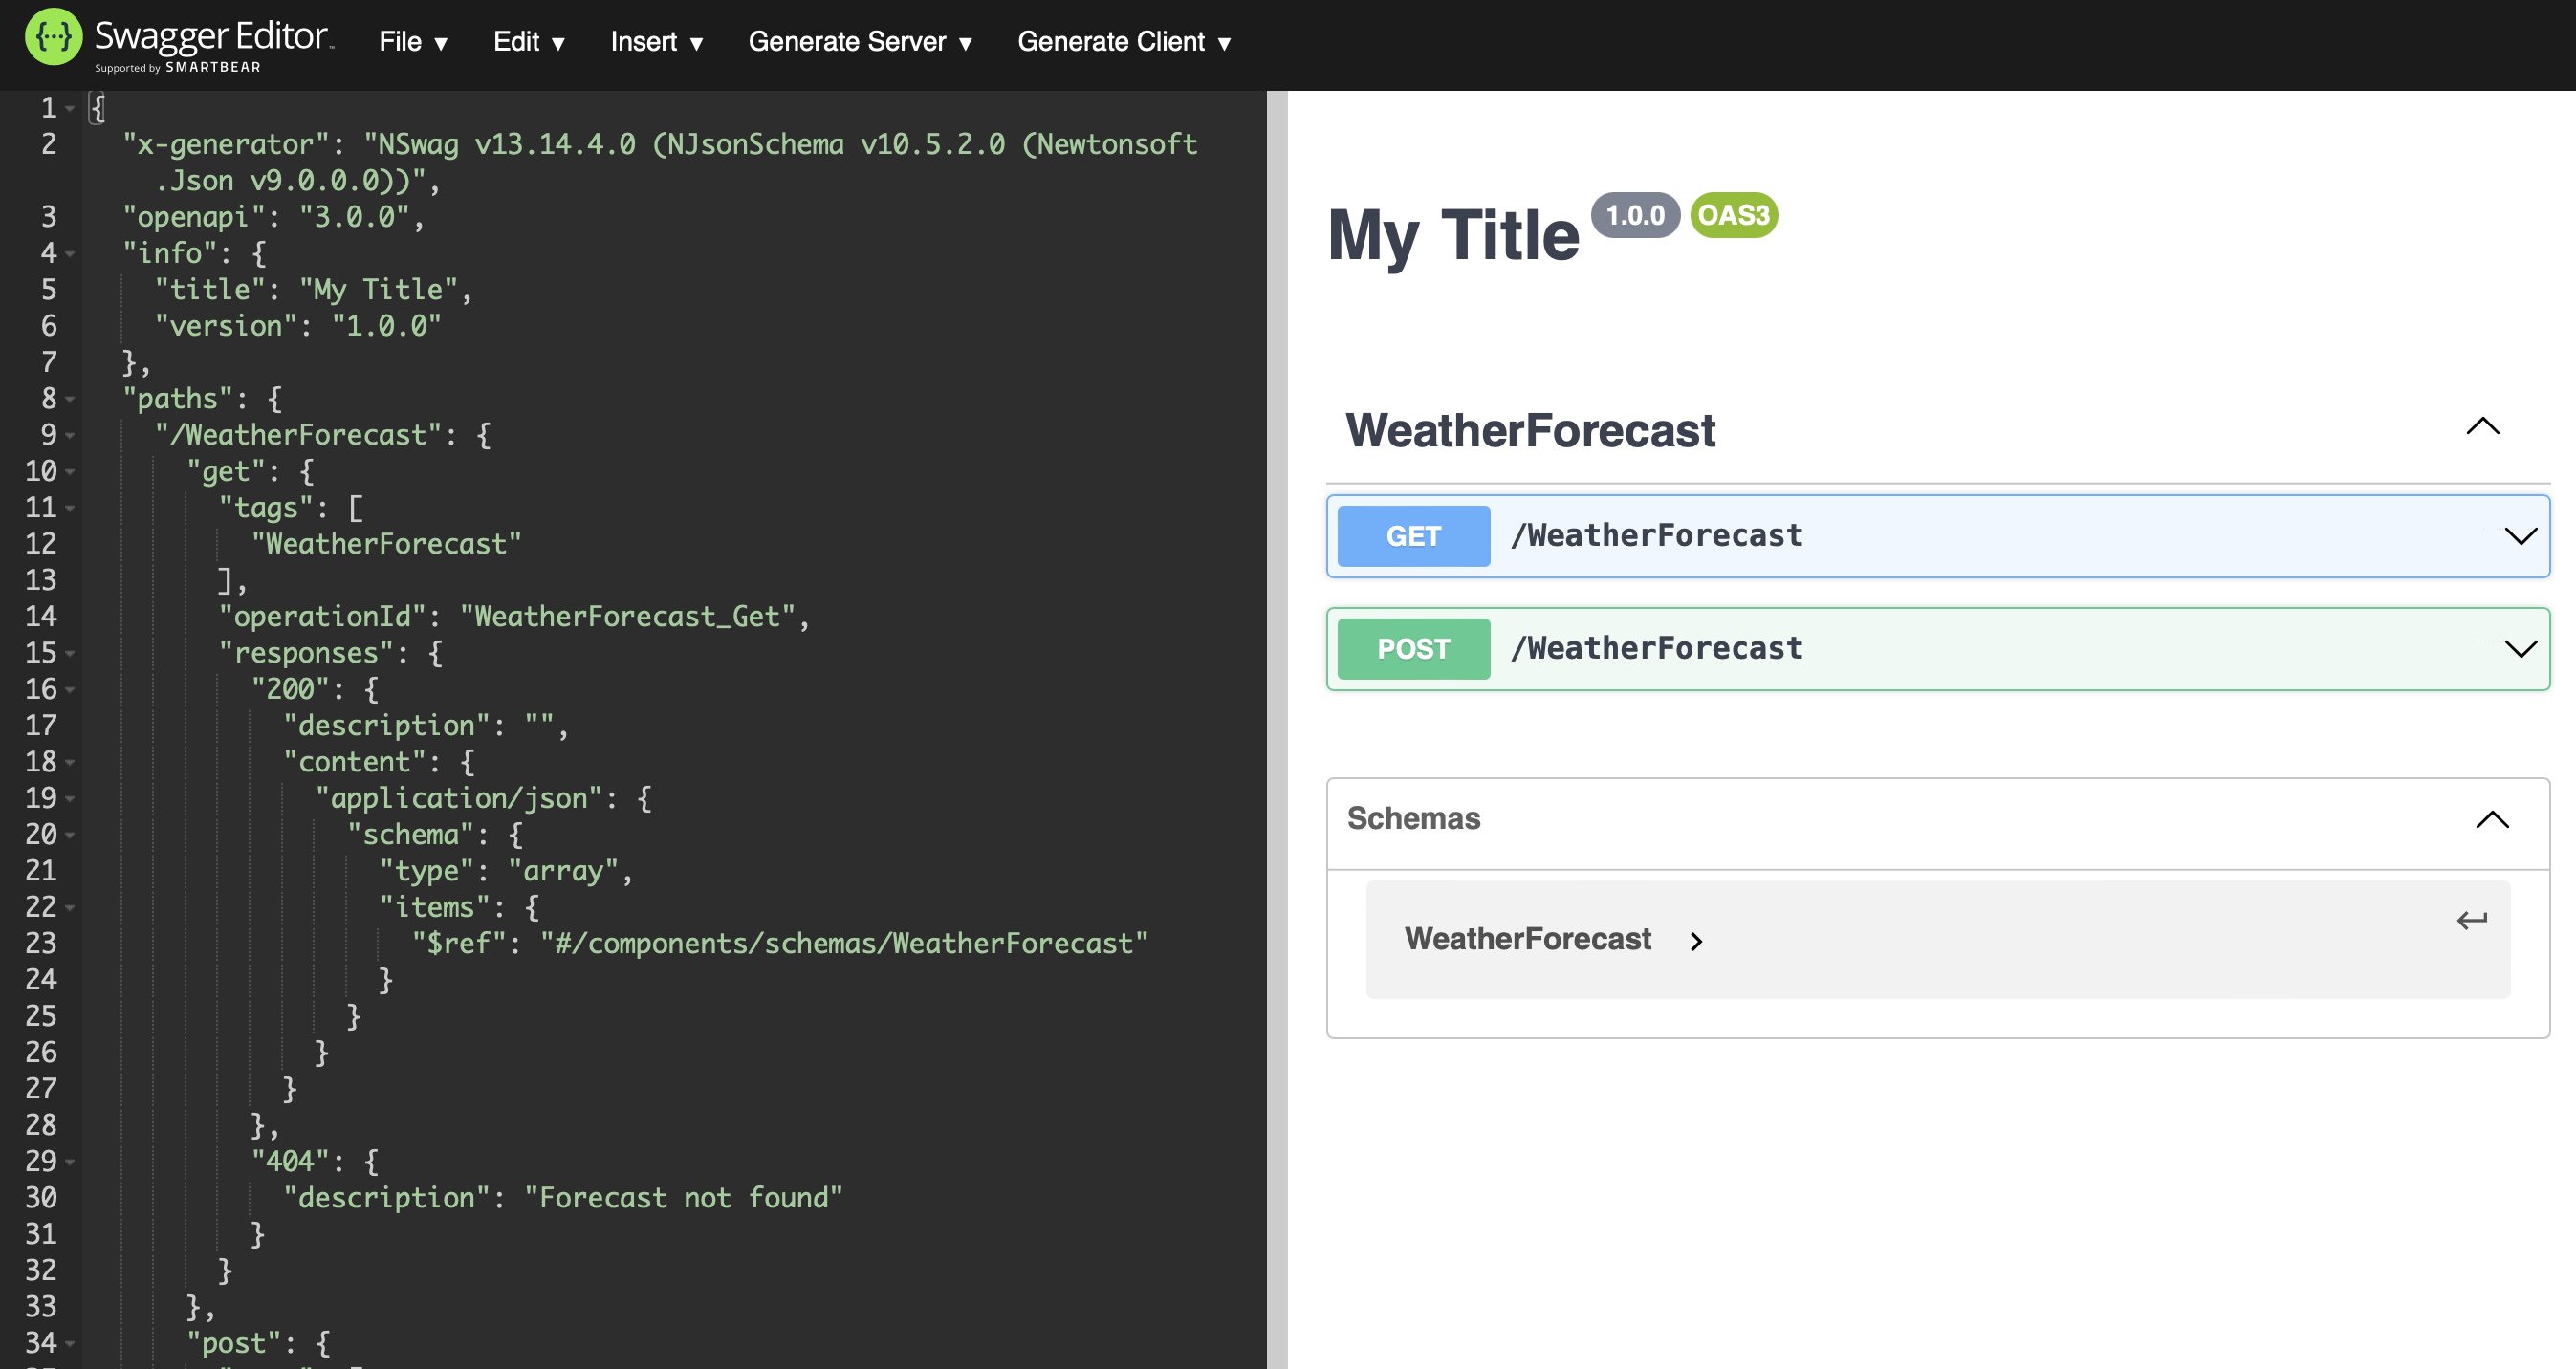 {···} Swagger Editor
Supported by SMARTBEAR
File ▼ Edit ▼ Insert ▼ Generate Server ▼ Generate Client ▼
1 {
2 "x-generator": "NSwag v13.14.4.0 (NJsonSchema v10.5.2.0 (Newtonsoft
.Json v9.0.0.0))",
3 "openapi": "3.0.0",
4 "info": {
5 "title": "My Title",
6 "version": "1.0.0"
7 },
8 "paths": {
9 "/WeatherForecast": {
10 "get": {
11 "tags": [
12 "WeatherForecast"
13 ],
14 "operationId": "WeatherForecast_Get",
15 "responses": {
16 "200": {
17 "description": "",
18 "content": {
19 "application/json": {
20 "schema": {
21 "type": "array",
22 "items": {
23 "$ref": "#/components/schemas/WeatherForecast"
24 }
25 }
26 }
27 }
28 },
29 "404": {
30 "description": "Forecast not found"
31 }
32 }
33 },
34 "post": {
My Title 1.0.0 OAS3
WeatherForecast
GET /WeatherForecast
POST /WeatherForecast
Schemas
WeatherForecast